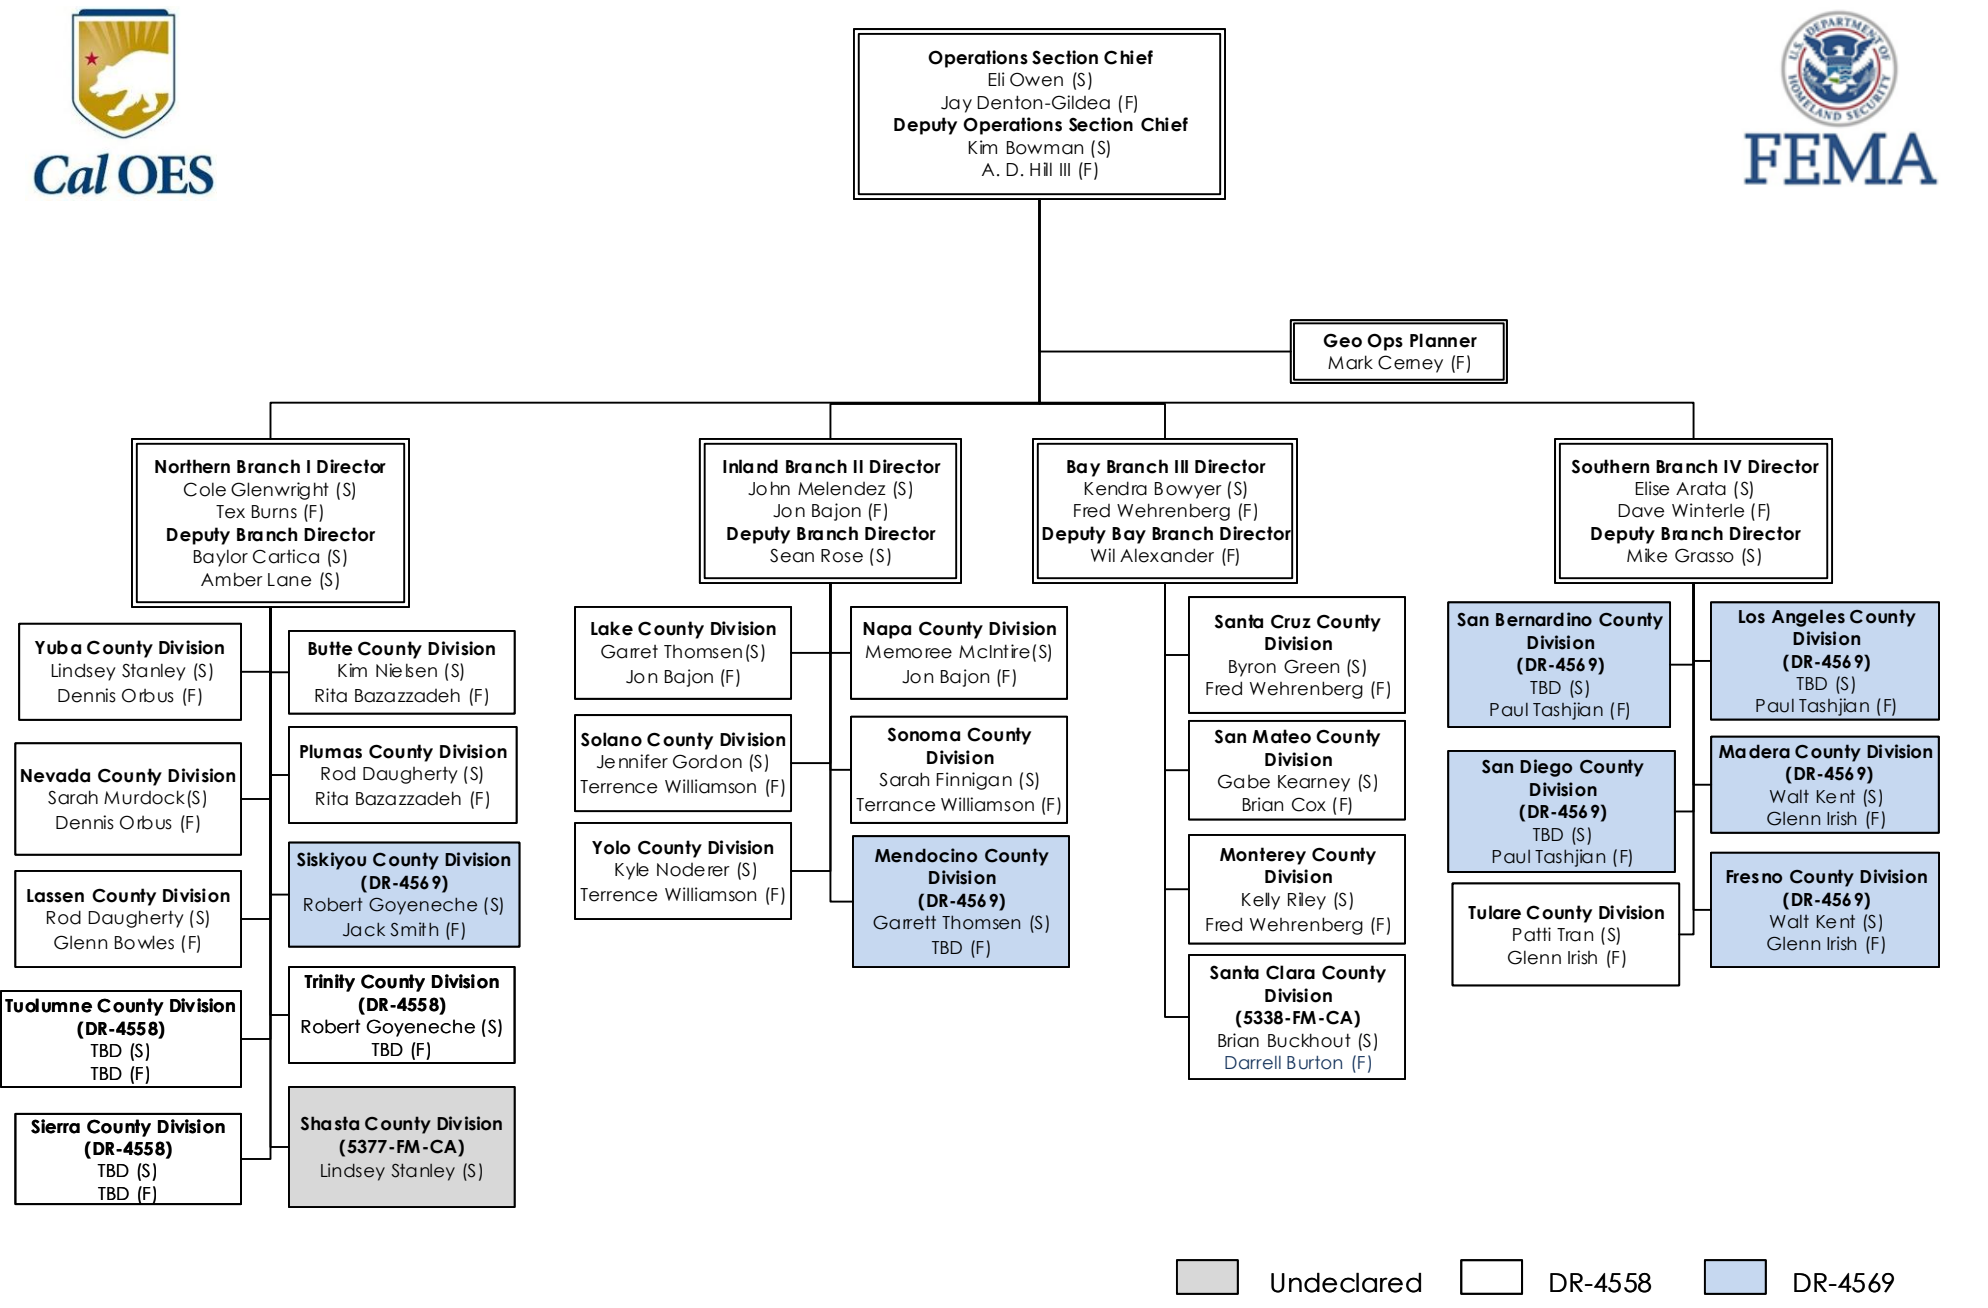 Cal OES
U.S. DEPARTMENT OF
HOMELAND SECURITY
FEMA
Operations Section Chief
Eli Owen (S)
Jay Denton-Gildea (F)
Deputy Operations Section Chief
Kim Bowman (S)
A. D. Hill III (F)
Geo Ops Planner
Mark Cerney (F)
Northern Branch I Director
Cole Glenwright (S)
Tex Burns (F)
Deputy Branch Director
Baylor Cartica (S)
Amber Lane (S)
Inland Branch II Director
John Melendez (S)
Jon Bajon (F)
Deputy Branch Director
Sean Rose (S)
Bay Branch III Director
Kendra Bowyer (S)
Fred Wehrenberg (F)
Deputy Bay Branch Director
Wil Alexander (F)
Southern Branch IV Director
Elise Arata (S)
Dave Winterle (F)
Deputy Branch Director
Mike Grasso (S)
Yuba County Division
Lindsey Stanley (S)
Dennis Orbus (F)
Butte County Division
Kim Nielsen (S)
Rita Bazazzadeh (F)
Nevada County Division
Sarah Murdock(S)
Dennis Orbus (F)
Plumas County Division
Rod Daugherty (S)
Rita Bazazzadeh (F)
Lassen County Division
Rod Daugherty (S)
Glenn Bowles (F)
Siskiyou County Division
(DR-4569)
Robert Goyeneche (S)
Jack Smith (F)
Tuolumne County Division
(DR-4558)
TBD (S)
TBD (F)
Trinity County Division
(DR-4558)
Robert Goyeneche (S)
TBD (F)
Sierra County Division
(DR-4558)
TBD (S)
TBD (F)
Shasta County Division
(5377-FM-CA)
Lindsey Stanley (S)
Lake County Division
Garret Thomsen(S)
Jon Bajon (F)
Napa County Division
Memoree McIntire(S)
Jon Bajon (F)
Solano County Division
Jennifer Gordon (S)
Terrence Williamson (F)
Sonoma County
Division
Sarah Finnigan (S)
Terrance Williamson (F)
Yolo County Division
Kyle Noderer (S)
Terrence Williamson (F)
Mendocino County
Division
(DR-4569)
Garrett Thomsen (S)
TBD (F)
Santa Cruz County
Division
Byron Green (S)
Fred Wehrenberg (F)
San Mateo County
Division
Gabe Kearney (S)
Brian Cox (F)
Monterey County
Division
Kelly Riley (S)
Fred Wehrenberg (F)
Santa Clara County
Division
(5338-FM-CA)
Brian Buckhout (S)
Darrell Burton (F)
San Bernardino County
Division
(DR-4569)
TBD (S)
Paul Tashjian (F)
Los Angeles County
Division
(DR-4569)
TBD (S)
Paul Tashjian (F)
San Diego County
Division
(DR-4569)
TBD (S)
Paul Tashjian (F)
Madera County Division
(DR-4569)
Walt Kent (S)
Glenn Irish (F)
Tulare County Division
Patti Tran (S)
Glenn Irish (F)
Fresno County Division
(DR-4569)
Walt Kent (S)
Glenn Irish (F)
Undeclared
DR-4558
DR-4569